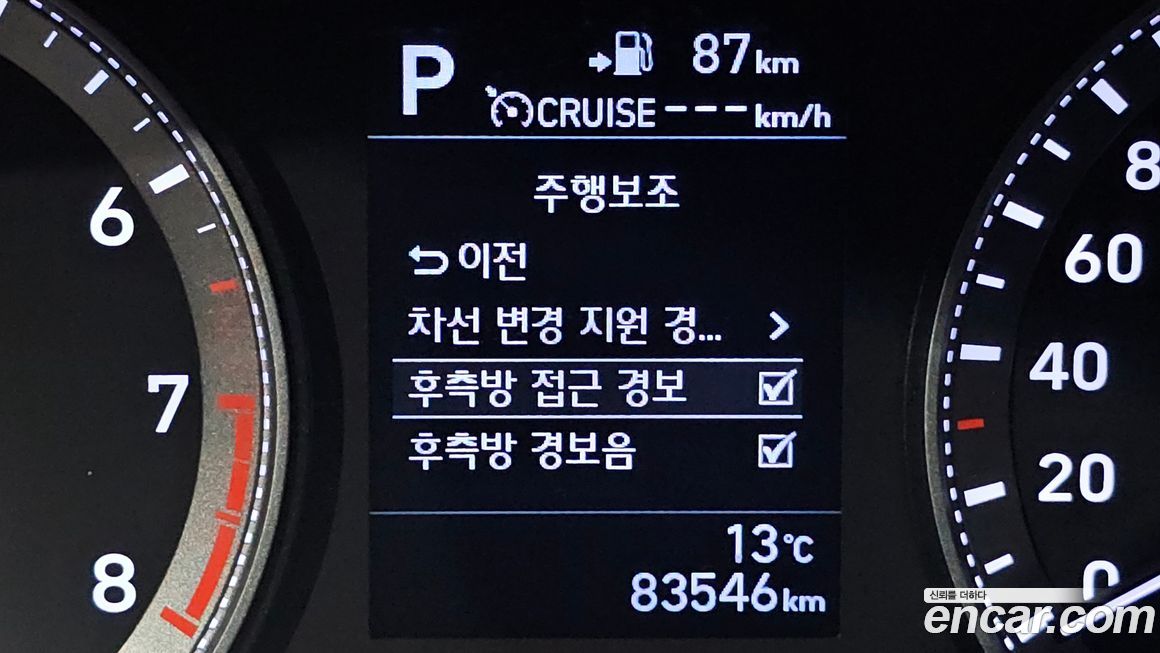 P
87km
CRUISE ---km/h
주행보조
이전
차선 변경 지원 경...
후측방 접근 경보
후측방 경보음
13℃
83546km
6
7
8
8
60
40
20
0
신뢰를 더하다
encar.com